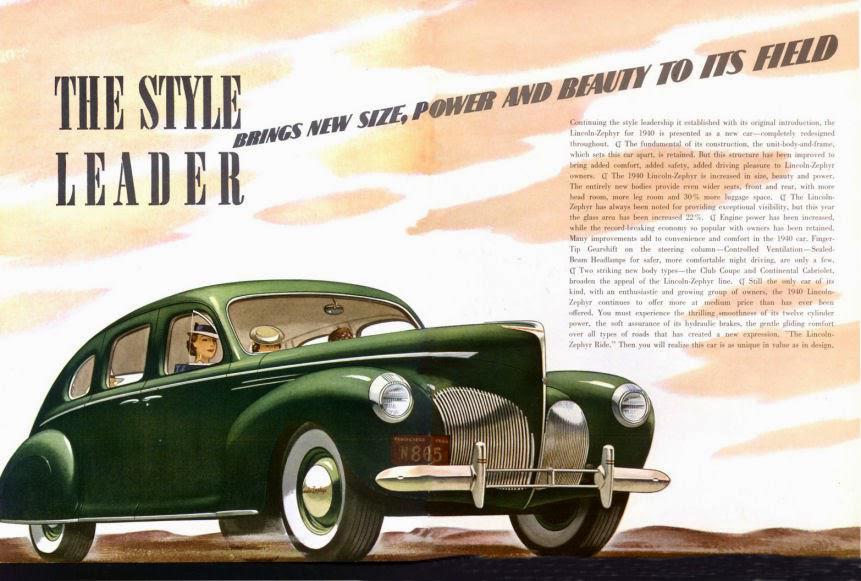 THE STYLE
LEADER
BRINGS NEW SIZE, POWER AND BEAUTY TO ITS FIELD
Continuing the style leadership it established with its original introduction, the
Lincoln-Zephyr for 1940 is presented as a new car—completely redesigned
throughout. ¶ The fundamental of its construction, the unit-body-and-frame,
which sets this car apart, is retained. But this structure has been improved to
bring added comfort, added safety, added driving pleasure to Lincoln-Zephyr
owners. ¶ The 1940 Lincoln-Zephyr is increased in size, beauty and power.
The entirely new bodies provide even wider seats, front and rear, with more
head room, more leg room and 30% more luggage space. ¶ The Lincoln-
Zephyr has always been noted for providing exceptional visibility, but this year
the glass area has been increased 22%. ¶ Engine power has been increased,
while the record-breaking economy so popular with owners has been retained.
Many improvements add to convenience and comfort in the 1940 car. Finger-
Tip Gearshift on the steering column—Controlled Ventilation—Sealed-
Beam Headlamps for safer, more comfortable night driving, are only a few.
¶ Two striking new body types—the Club Coupe and Continental Cabriolet,
broaden the appeal of the Lincoln-Zephyr line. ¶ Still the only car of its
kind, with an enthusiastic and growing group of owners, the 1940 Lincoln-
Zephyr continues to offer more at medium price than has ever been
offered. You must experience the thrilling smoothness of its twelve cylinder
power, the soft assurance of its hydraulic brakes, the gentle gliding comfort
over all types of roads that has created a new expression, "The Lincoln-
Zephyr Ride." Then you will realize this car is as unique in value as in design.
N865